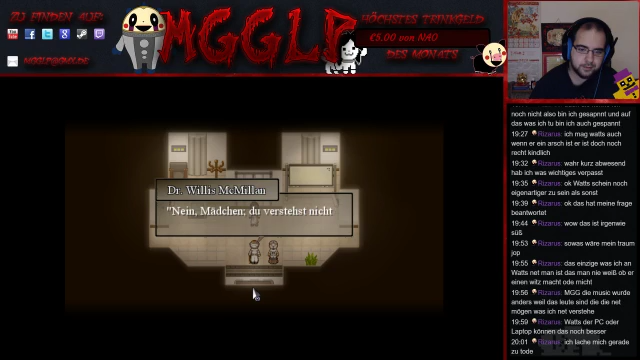 ZU FINDEN AUF:
MGGLP@GMX.DE
MGGLP
HÖCHSTES TRINKGELD
€5,00 von N40
DES MONATS
Dr. Willis McMillan
"Nein, Mädchen; du verstehst nicht
noch nicht also bin ich gesapnnt und auf
das was ich tu bin ich auch gespannt
19:27 Rizarus: ich mag watts auch
wenn er ein arsch ist er ist doch noch
recht kindlich
19:32 Rizarus: wahr kurz abwesend
hab ich was wichtiges verpasst
19:35 Rizarus: ok Watts schein noch
eigenartiger zu sein als sonst
19:39 Rizarus: ok das hat meine frage
beantwortet
19:44 Rizarus: wow das ist irgenwie
süß
19:53 Rizarus: sowas wäre mein traum
jop
19:55 Rizarus: das einzige was ich an
Watts net man ist das man nie weiß ob er
einen witz macht ode rnicht
19:56 Rizarus: MGG die music wurde
anders weil das leute sind die die net
mögen was ich net verstehe
19:59 Rizarus: Watts der PC oder
Laptop können das noch besser
20:01 Rizarus: ich lache mich gerade
zu tode